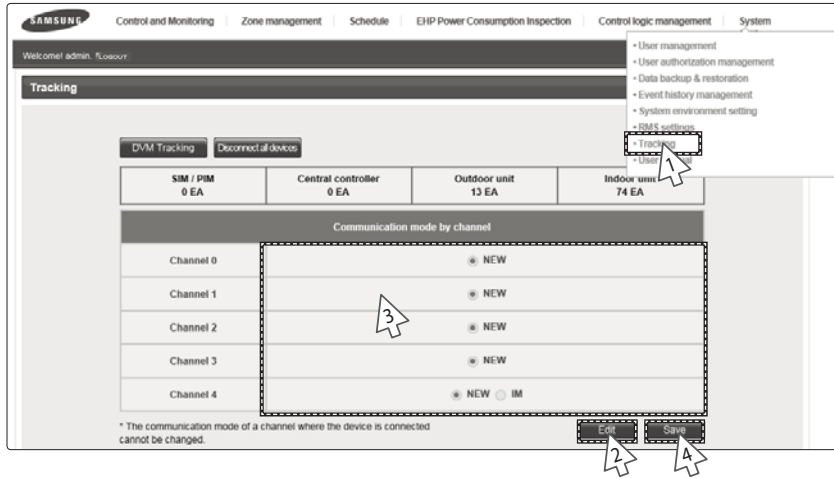 SAMSUNG Control and Monitoring Zone management Schedule EHP Power Consumption Inspection Control logic management System
Welcome! admin. LOGOUT
• User management
• User authorization management
• Data backup & restoration
• Event history management
• System environment setting
• RMS settings
• Tracking
• User
1
Tracking
DVM Tracking Disconnect all devices
SIM / PIM Central controller Outdoor unit Indoor unit
0 EA 0 EA 13 EA 74 EA
Communication mode by channel
Channel 0 NEW
Channel 1 NEW
3
Channel 2 NEW
Channel 3 NEW
Channel 4 NEW IM
* The communication mode of a channel where the device is connected
cannot be changed.
Edit Save
2 4